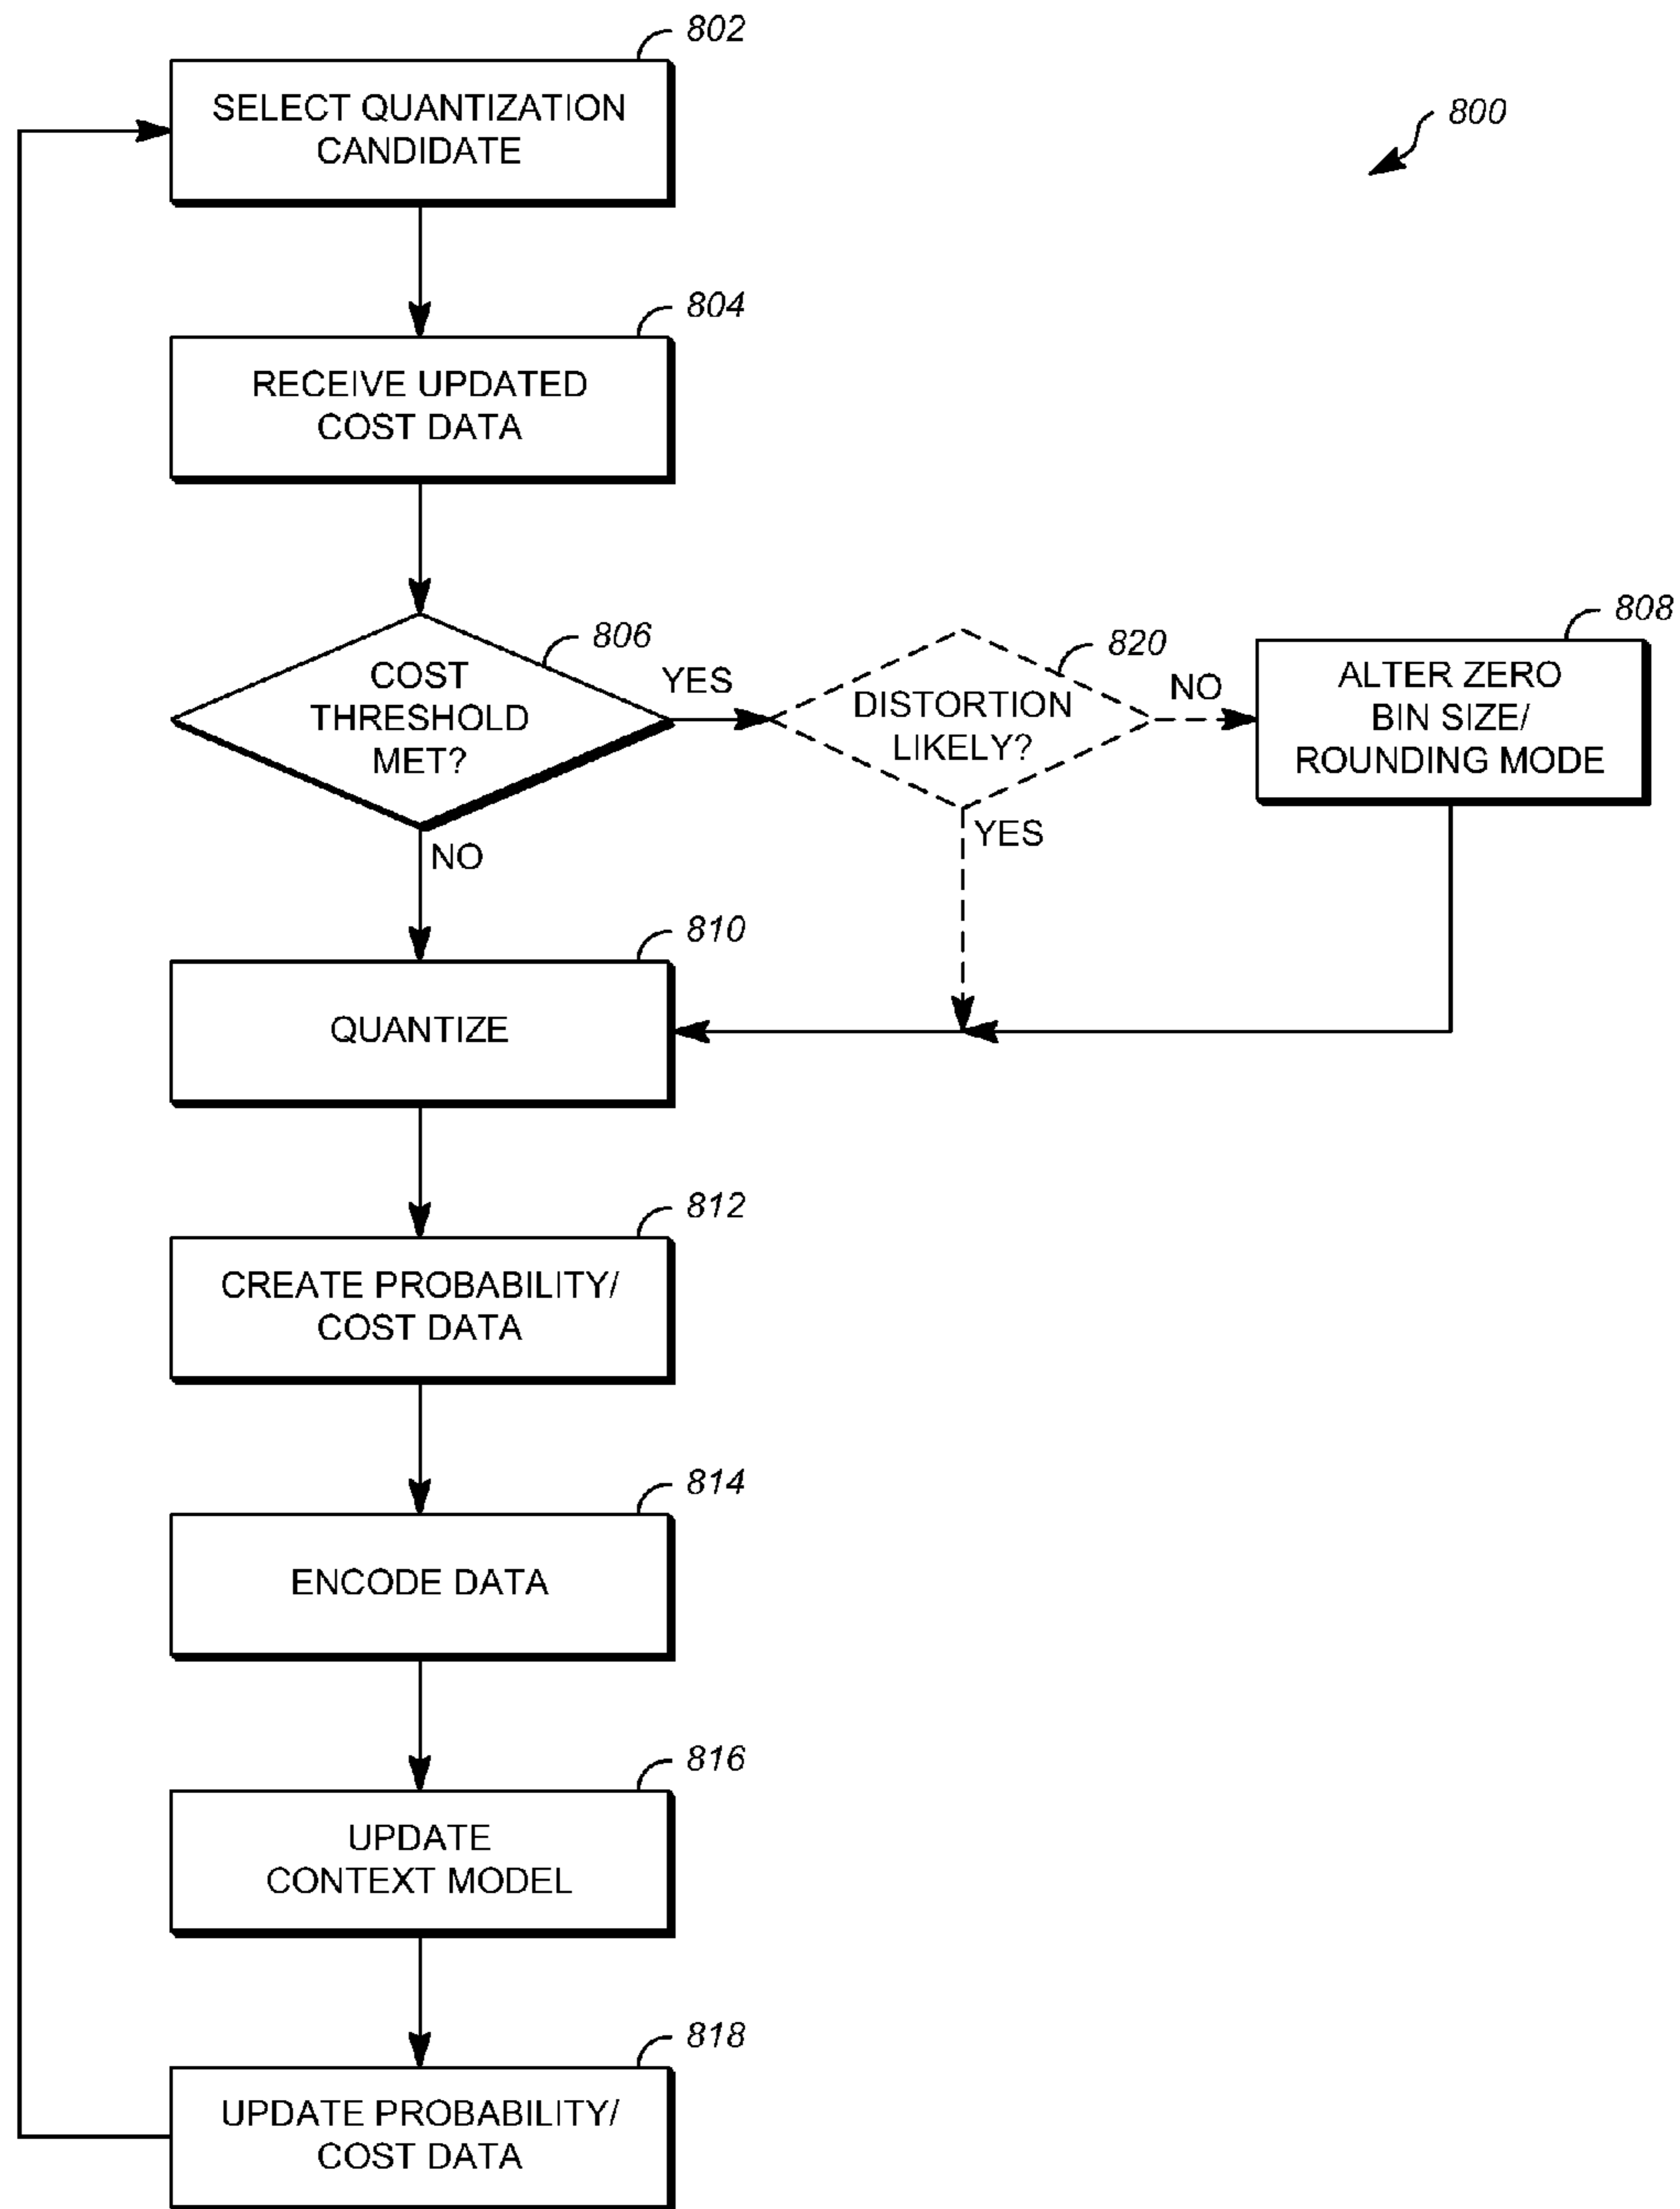 802
SELECT QUANTIZATION
CANDIDATE
800
804
RECEIVE UPDATED
COST DATA
806
COST
THRESHOLD
MET?
YES
820
DISTORTION
LIKELY?
NO
808
ALTER ZERO
BIN SIZE/
ROUNDING MODE
YES
NO
810
QUANTIZE
812
CREATE PROBABILITY/
COST DATA
814
ENCODE DATA
816
UPDATE
CONTEXT MODEL
818
UPDATE PROBABILITY/
COST DATA